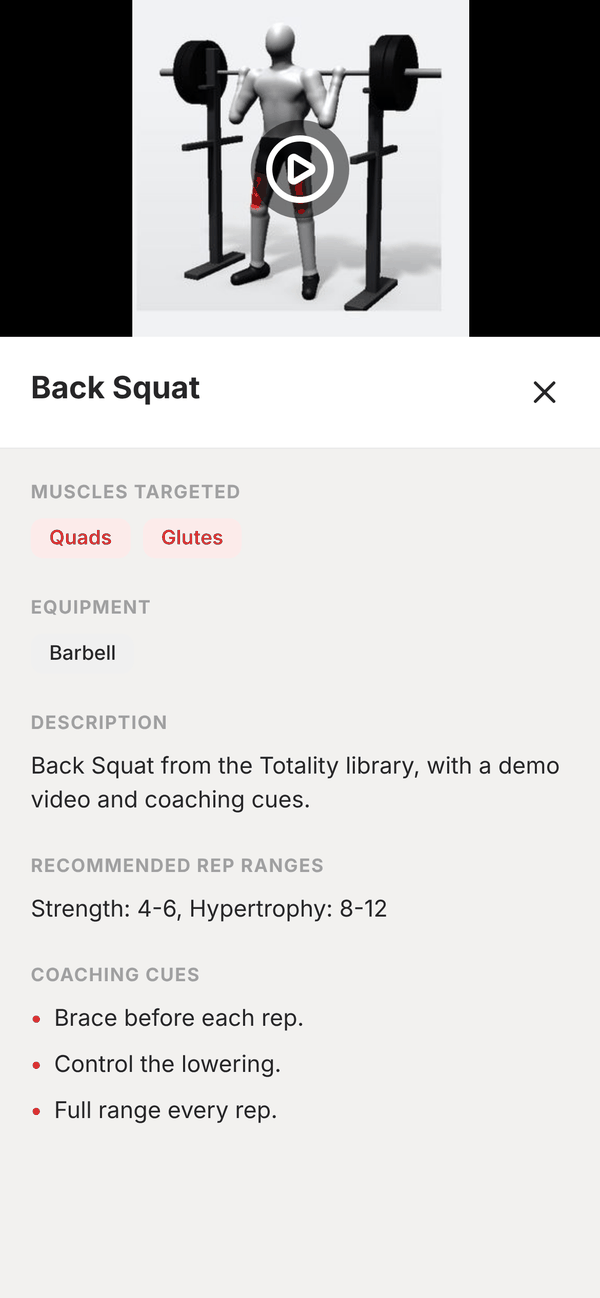 Back Squat
MUSCLES TARGETED
Quads Glutes
EQUIPMENT
Barbell
DESCRIPTION
Back Squat from the Totality library, with a demo
video and coaching cues.
RECOMMENDED REP RANGES
Strength: 4-6, Hypertrophy: 8-12
COACHING CUES
• Brace before each rep.
• Control the lowering.
• Full range every rep.